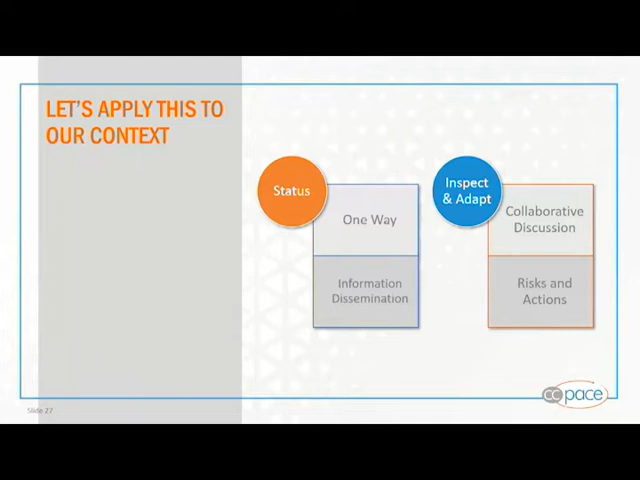 LET'S APPLY THIS TO
OUR CONTEXT
Status
One Way
Information
Dissemination
Inspect
& Adapt
Collaborative
Discussion
Risks and
Actions
Slide 27
cc pace